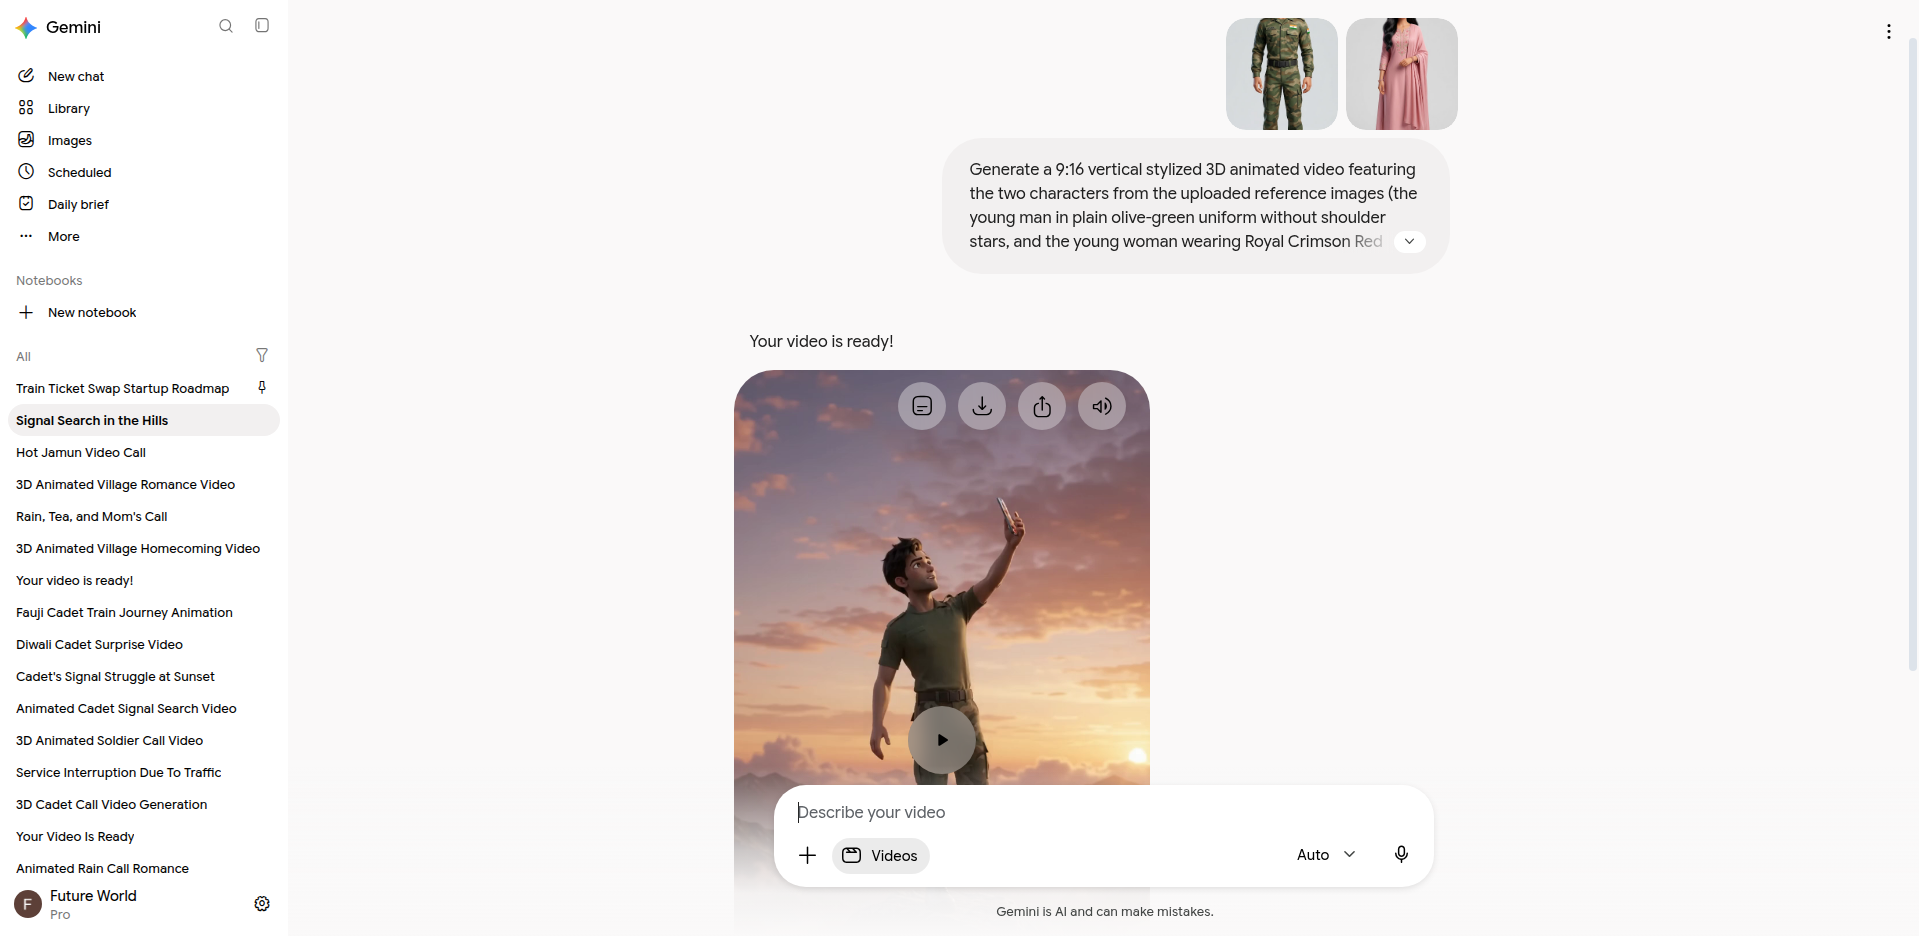 Gemini
New chat
Library
Images
Scheduled
Daily brief
More
Notebooks
New notebook
All
Train Ticket Swap Startup Roadmap
Signal Search in the Hills
Hot Jamun Video Call
3D Animated Village Romance Video
Rain, Tea, and Mom's Call
3D Animated Village Homecoming Video
Your video is ready!
Fauji Cadet Train Journey Animation
Diwali Cadet Surprise Video
Cadet's Signal Struggle at Sunset
Animated Cadet Signal Search Video
3D Animated Soldier Call Video
Service Interruption Due To Traffic
3D Cadet Call Video Generation
Your Video Is Ready
Animated Rain Call Romance
F
Future World
Pro
Generate a 9:16 vertical stylized 3D animated video featuring
the two characters from the uploaded reference images (the
young man in plain olive-green uniform without shoulder
stars, and the young woman wearing Royal Crimson Red
Your video is ready!
Describe your video
Videos
Auto
Gemini is AI and can make mistakes.